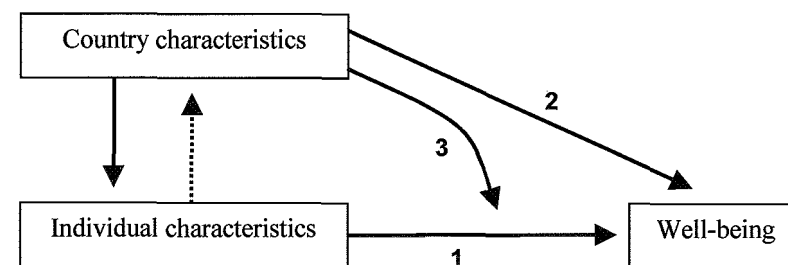 Country characteristics
2
3
Individual characteristics
Well-being
1